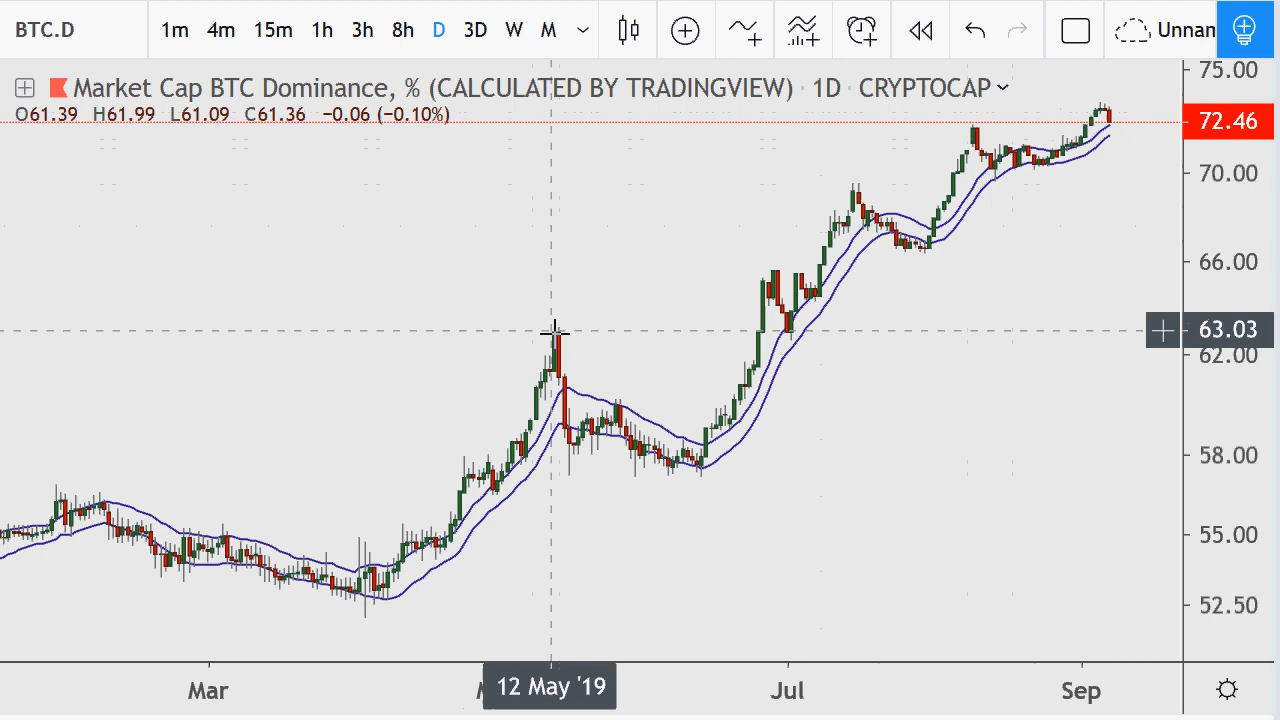 BTC.D 1m 4m 15m 1h 3h 8h D 3D W M Unnan
Market Cap BTC Dominance, % (CALCULATED BY TRADINGVIEW) · 1D · CRYPTOCAP
O61.39 H61.99 L61.09 C61.36 −0.06 (−0.10%)
75.00
72.46
70.00
66.00
63.03
62.00
58.00
55.00
52.50
Mar 12 May '19 Jul Sep